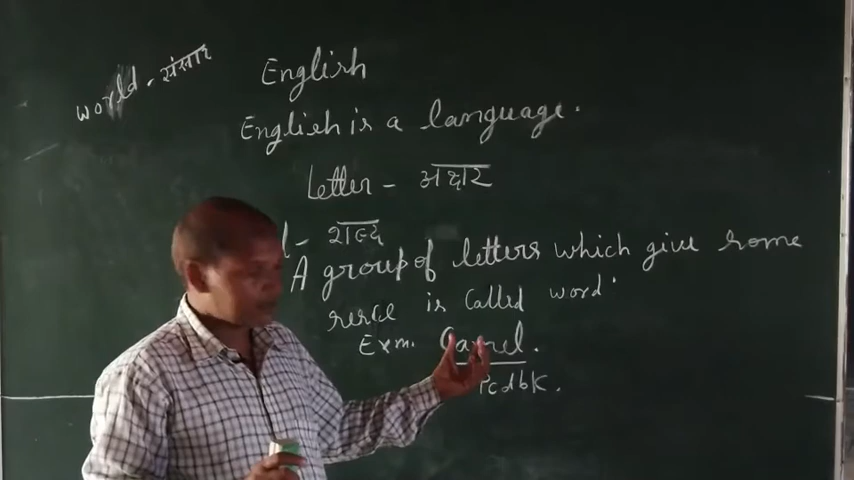 world - संसार
English
English is a language.
Letter - अक्षर
शब्द
A group of letters which give some
sense is called word.
Exm. Camel.
Pcdbk.